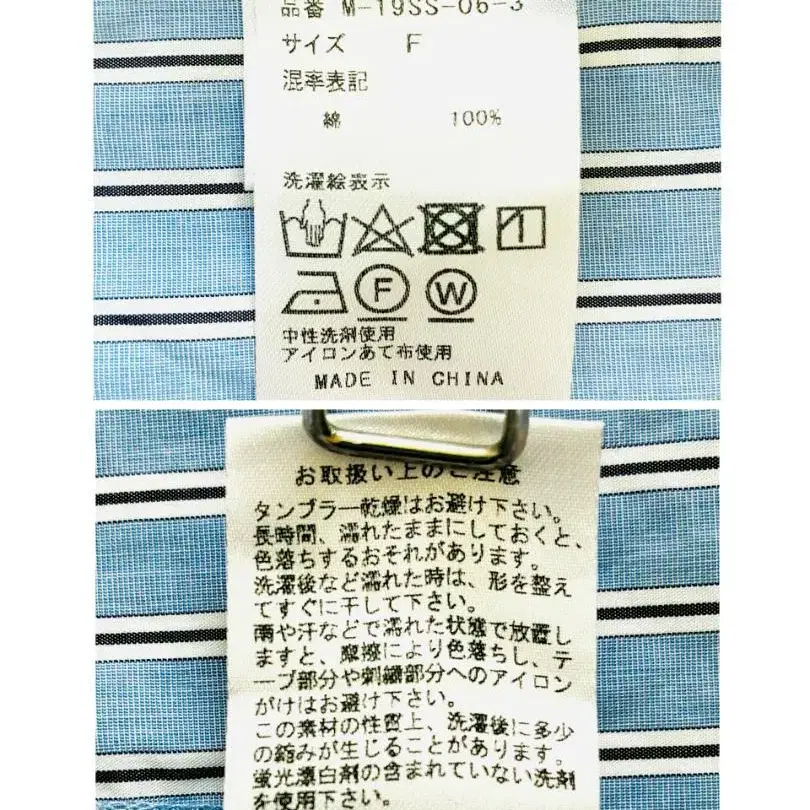 品番 M-19SS-06-3
サイズ F
混率表記
綿 100%
洗濯絵表示
F W
中性洗剤使用
アイロンあて布使用
MADE IN CHINA
お取扱い上のご注意
タンブラー乾燥はお避け下さい。
長時間、濡れたままにしておくと、
色落ちするおそれがあります。
洗濯後など濡れた時は、形を整え
てすぐに干して下さい。
雨や汗などで濡れた状態で放置し
ますと、摩擦により色落ちし、テ
ープ部分や刺繍部分へのアイロン
がけはお避け下さい。
この素材の性質上、洗濯後に多少
の縮みが生じることがあります。
蛍光漂白剤の含まれていない洗剤
を使用下さい。